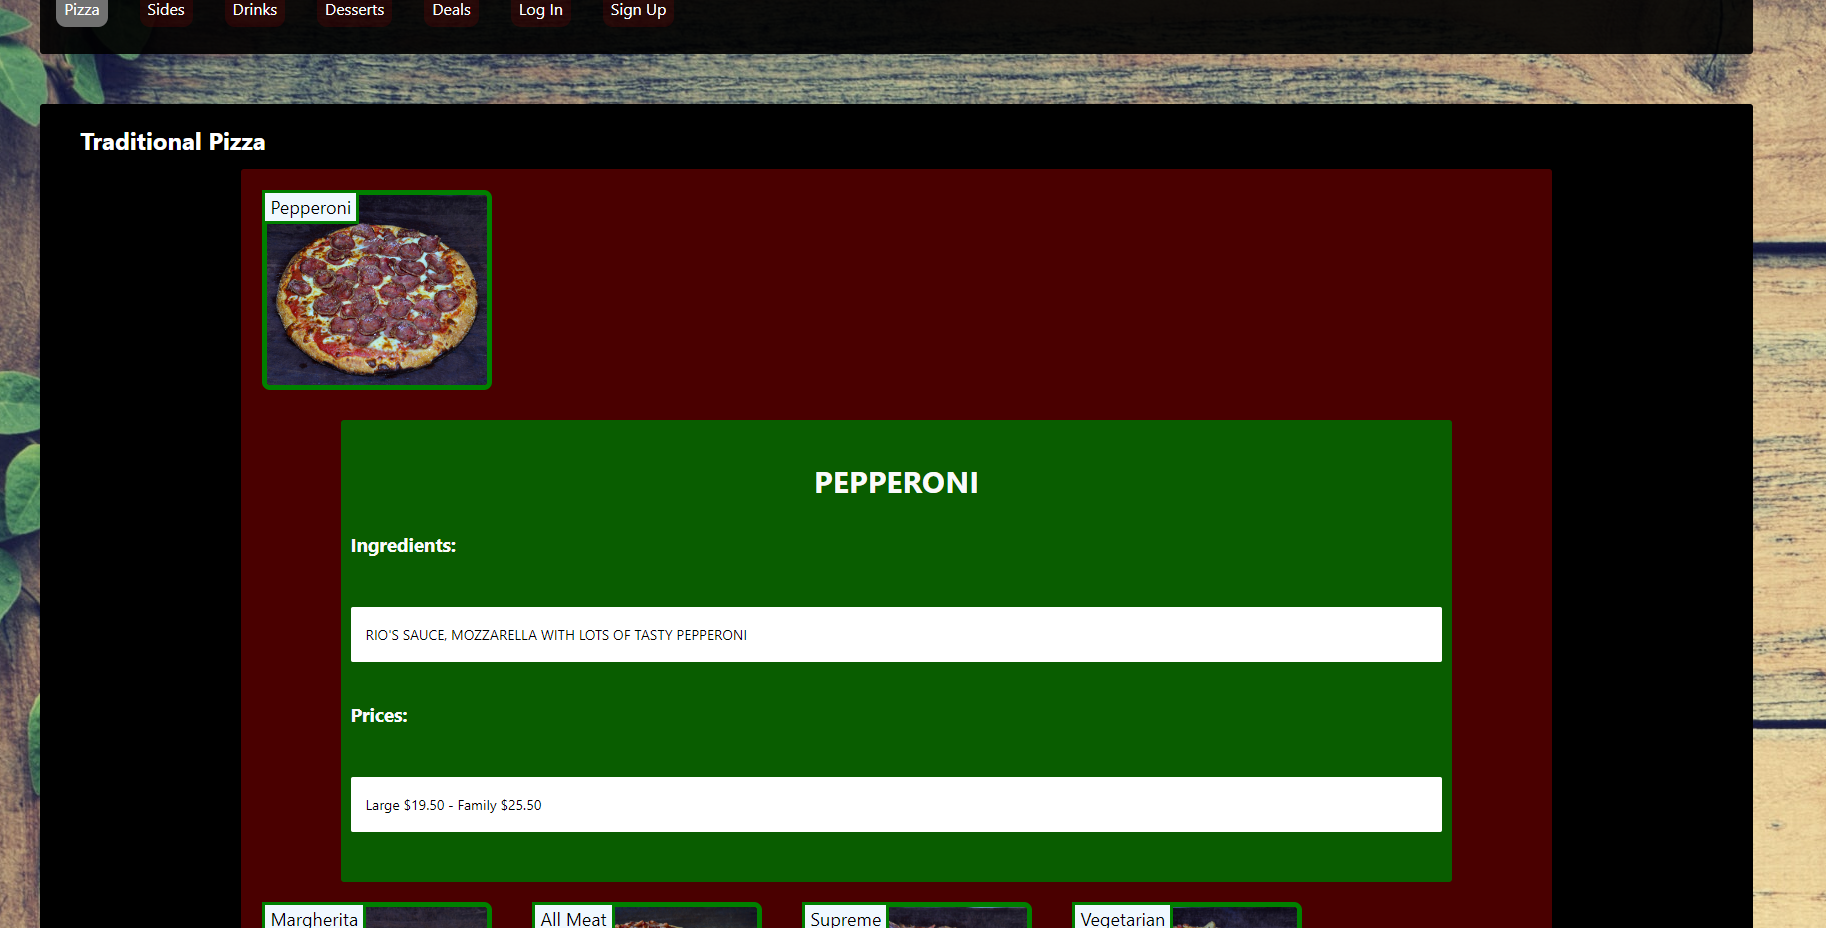 Pizza Sides Drinks Desserts Deals Log In Sign Up
Traditional Pizza
Pepperoni
PEPPERONI
Ingredients:
RIO'S SAUCE, MOZZARELLA WITH LOTS OF TASTY PEPPERONI
Prices:
Large $19.50 - Family $25.50
Margherita All Meat Supreme Vegetarian